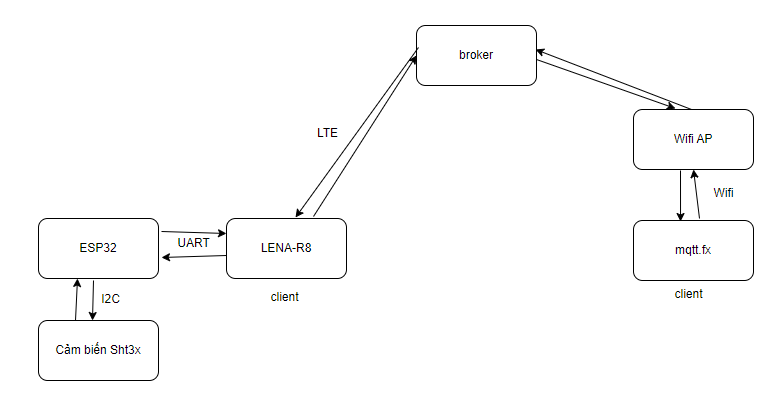 broker
LTE
Wifi AP
Wifi
ESP32
UART
LENA-R8
mqtt.fx
client
client
I2C
Cảm biến Sht3x